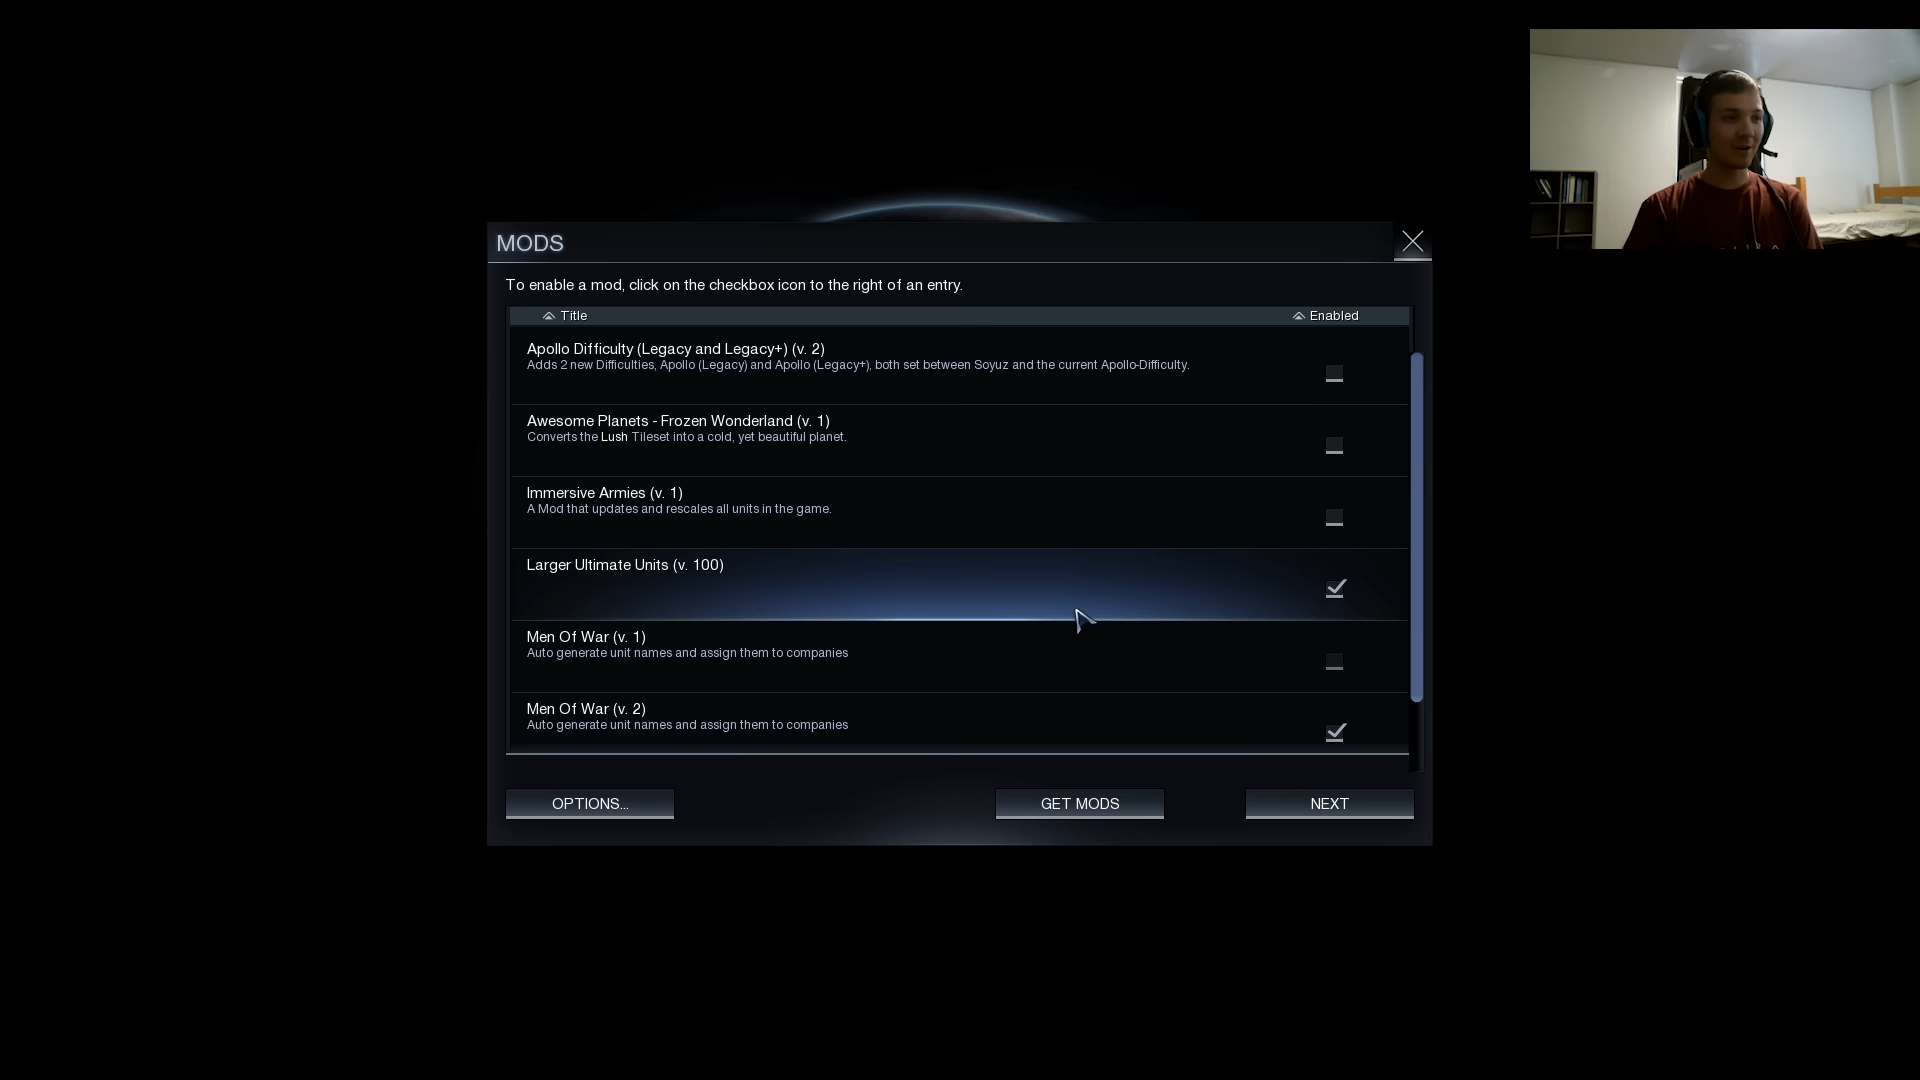 MODS
To enable a mod, click on the checkbox icon to the right of an entry.
Title Enabled
Apollo Difficulty (Legacy and Legacy+) (v. 2)
Adds 2 new Difficulties, Apollo (Legacy) and Apollo (Legacy+), both set between Soyuz and the current Apollo-Difficulty.
Awesome Planets - Frozen Wonderland (v. 1)
Converts the Lush Tileset into a cold, yet beautiful planet.
Immersive Armies (v. 1)
A Mod that updates and rescales all units in the game.
Larger Ultimate Units (v. 100)
Men Of War (v. 1)
Auto generate unit names and assign them to companies
Men Of War (v. 2)
Auto generate unit names and assign them to companies
OPTIONS... GET MODS NEXT